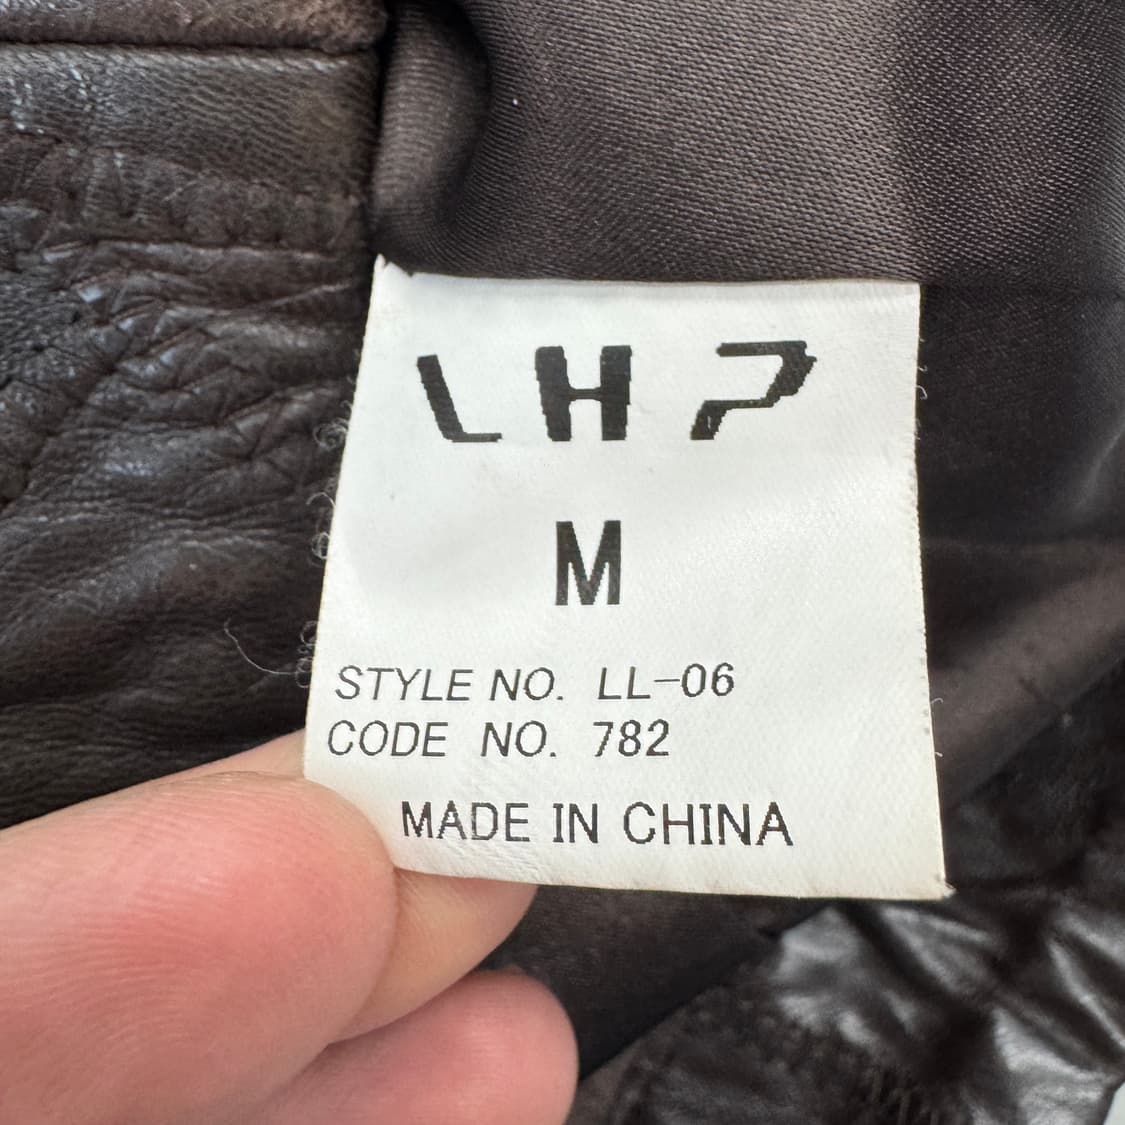 LHP
M
STYLE NO. LL-06
CODE NO. 782
MADE IN CHINA